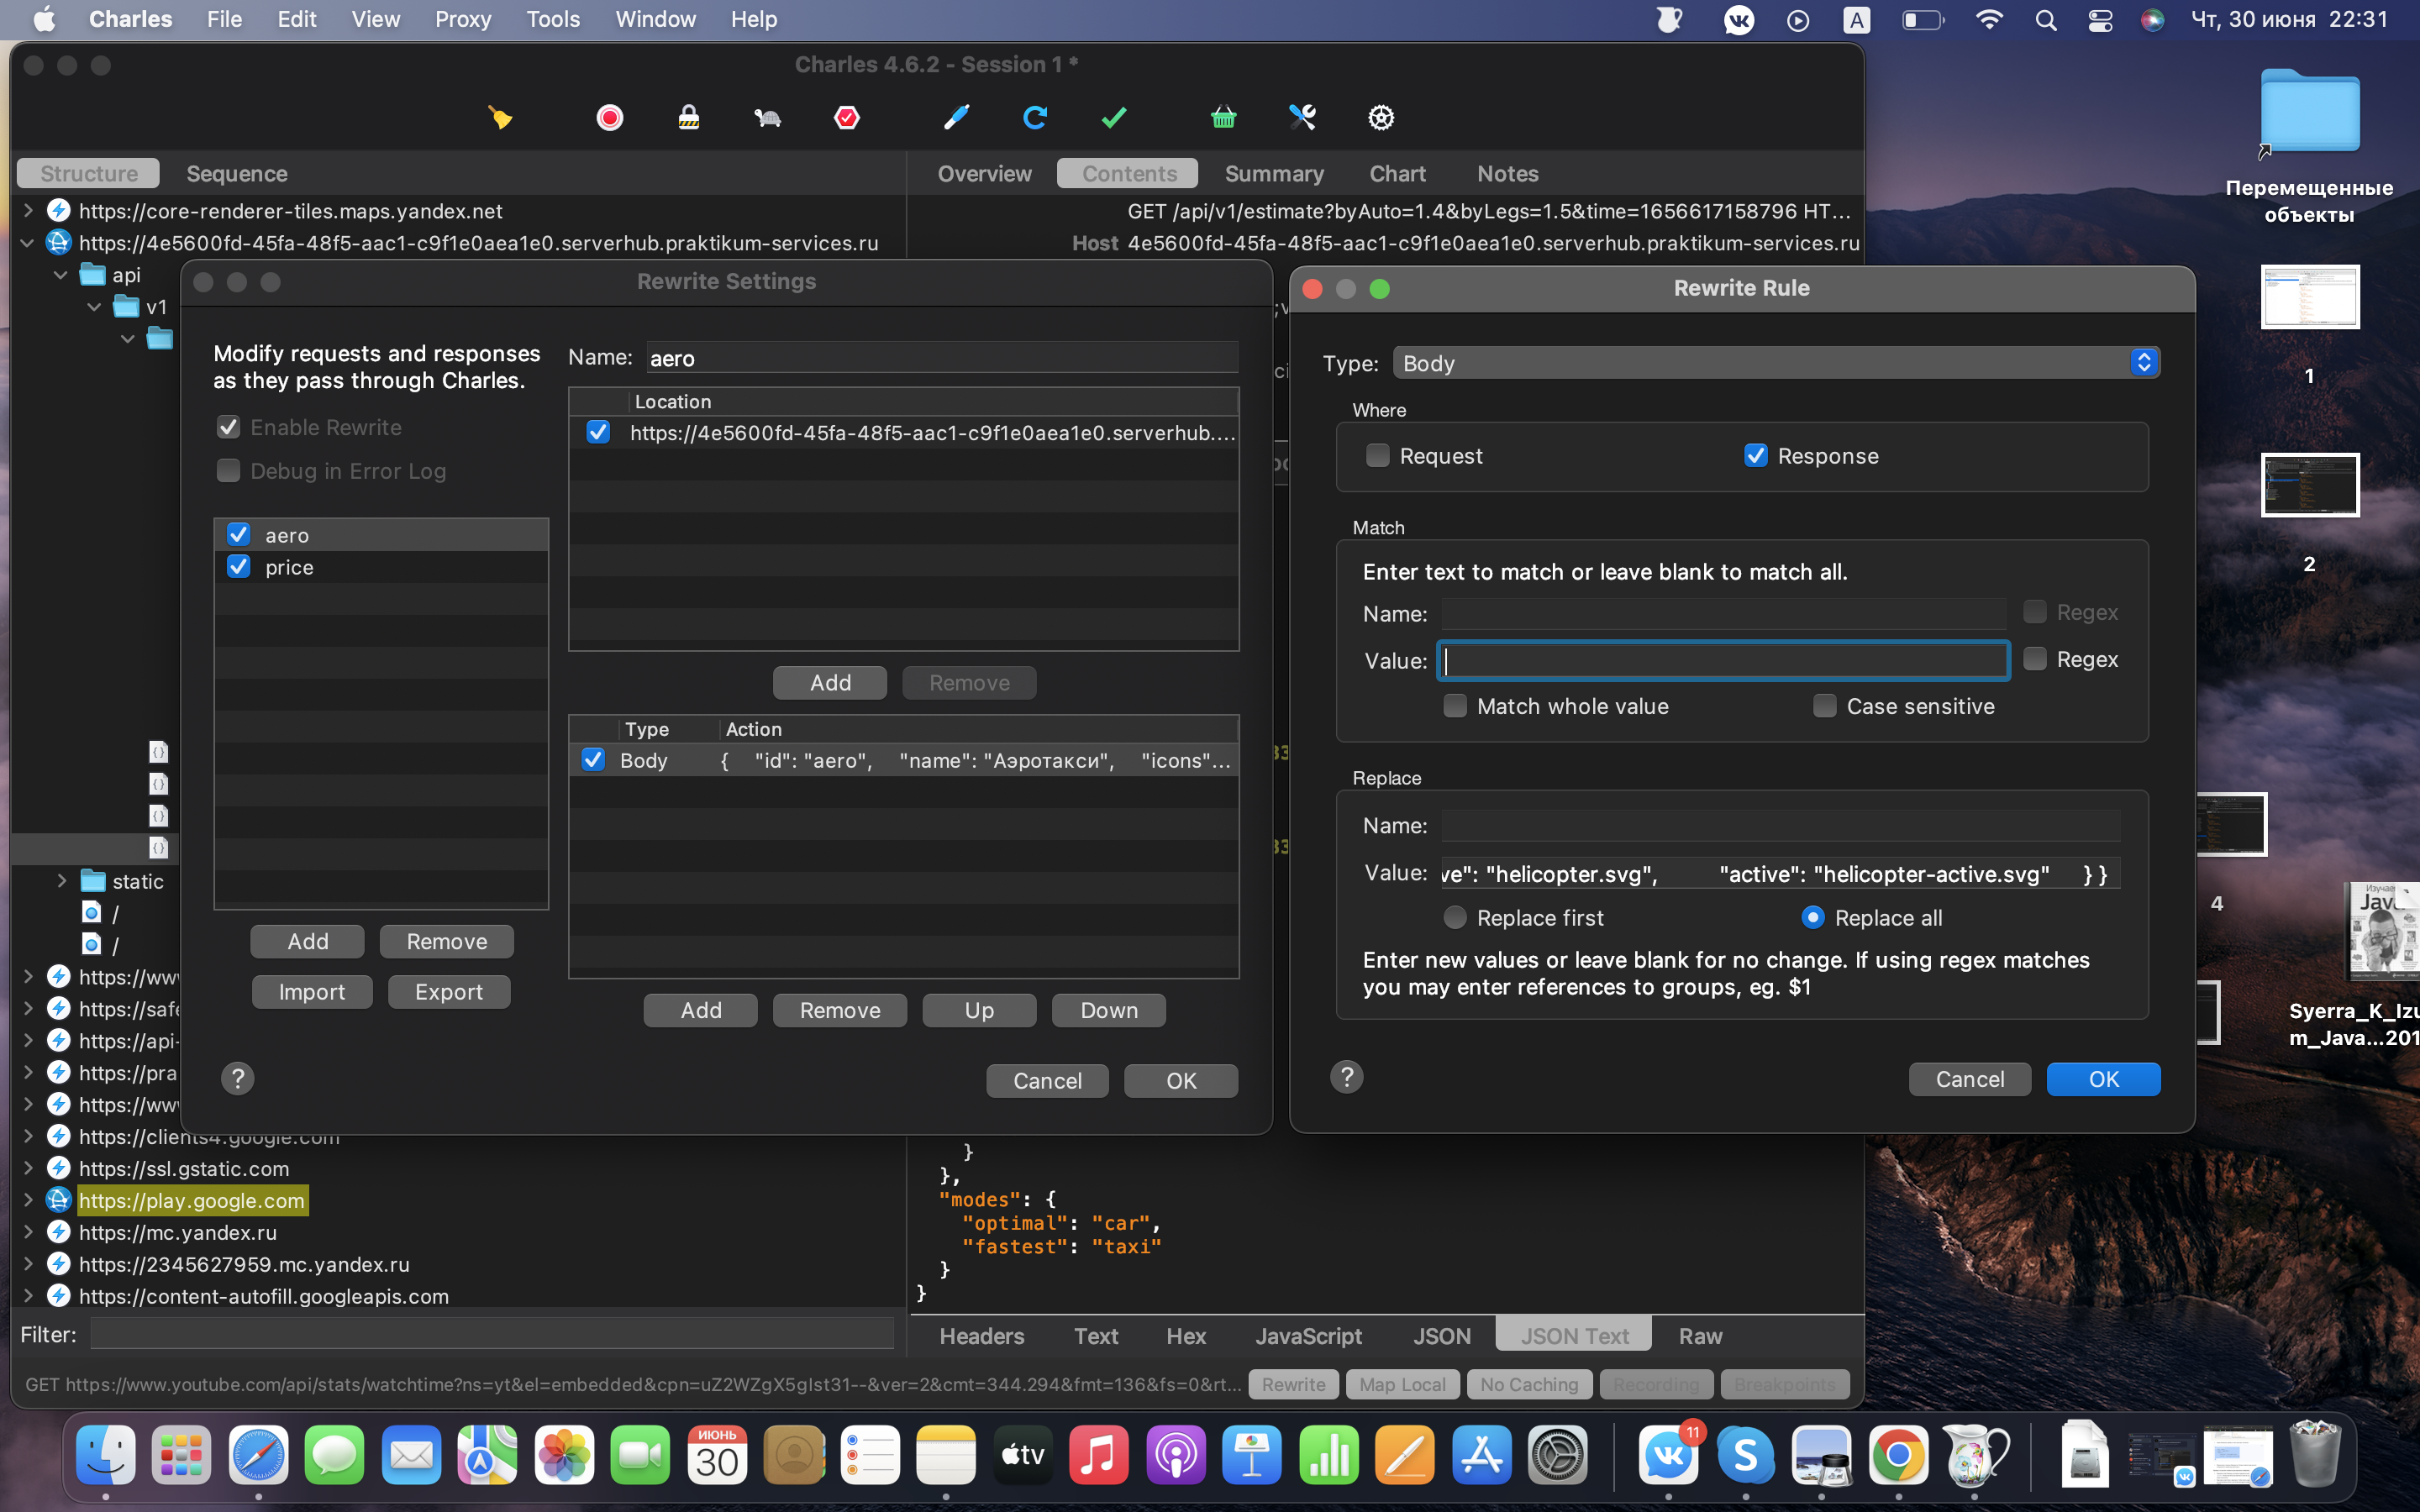 Charles File Edit View Proxy Tools Window Help
A
Чт, 30 июня 22:31
Charles 4.6.2 - Session 1 *
Structure Sequence
Overview Contents Summary Chart Notes
https://core-renderer-tiles.maps.yandex.net
GET /api/v1/estimate?byAuto=1.4&byLegs=1.5&time=1656617158796 HT...
https://4e5600fd-45fa-48f5-aac1-c9f1e0aea1e0.serverhub.praktikum-services.ru
Host 4e5600fd-45fa-48f5-aac1-c9f1e0aea1e0.serverhub.praktikum-services.ru
api
v1
Rewrite Settings
Modify requests and responses
as they pass through Charles.
Enable Rewrite
Debug in Error Log
aero
price
Add Remove
Import Export
Name: aero
Location
https://4e5600fd-45fa-48f5-aac1-c9f1e0aea1e0.serverhub....
Add Remove
Type Action
Body { "id": "aero", "name": "Аэротакси", "icons"...
Add Remove Up Down
?
Cancel OK
Rewrite Rule
Type: Body
Where
Request Response
Match
Enter text to match or leave blank to match all.
Name: Regex
Value: Regex
Match whole value Case sensitive
Replace
Name:
Value: ve": "helicopter.svg", "active": "helicopter-active.svg" } }
Replace first Replace all
Enter new values or leave blank for no change. If using regex matches
you may enter references to groups, eg. $1
?
Cancel OK
static
/
/
https://ww
https://safe
https://api-
https://pra
https://ww
https://clients4.google.com
https://ssl.gstatic.com
https://play.google.com
https://mc.yandex.ru
https://2345627959.mc.yandex.ru
https://content-autofill.googleapis.com
}
},
"modes": {
"optimal": "car",
"fastest": "taxi"
}
}
Filter:
Headers Text Hex JavaScript JSON JSON Text Raw
GET https://www.youtube.com/api/stats/watchtime?ns=yt&el=embedded&cpn=uZ2WZgX5gIst31--&ver=2&cmt=344.294&fmt=136&fs=0&rt...
Rewrite Map Local No Caching Recording Breakpoints
Перемещенные
объекты
1
2
4
Изучае
Java
Syerra_K_Izu
m_Java...201
ИЮНЬ
30
tv
11